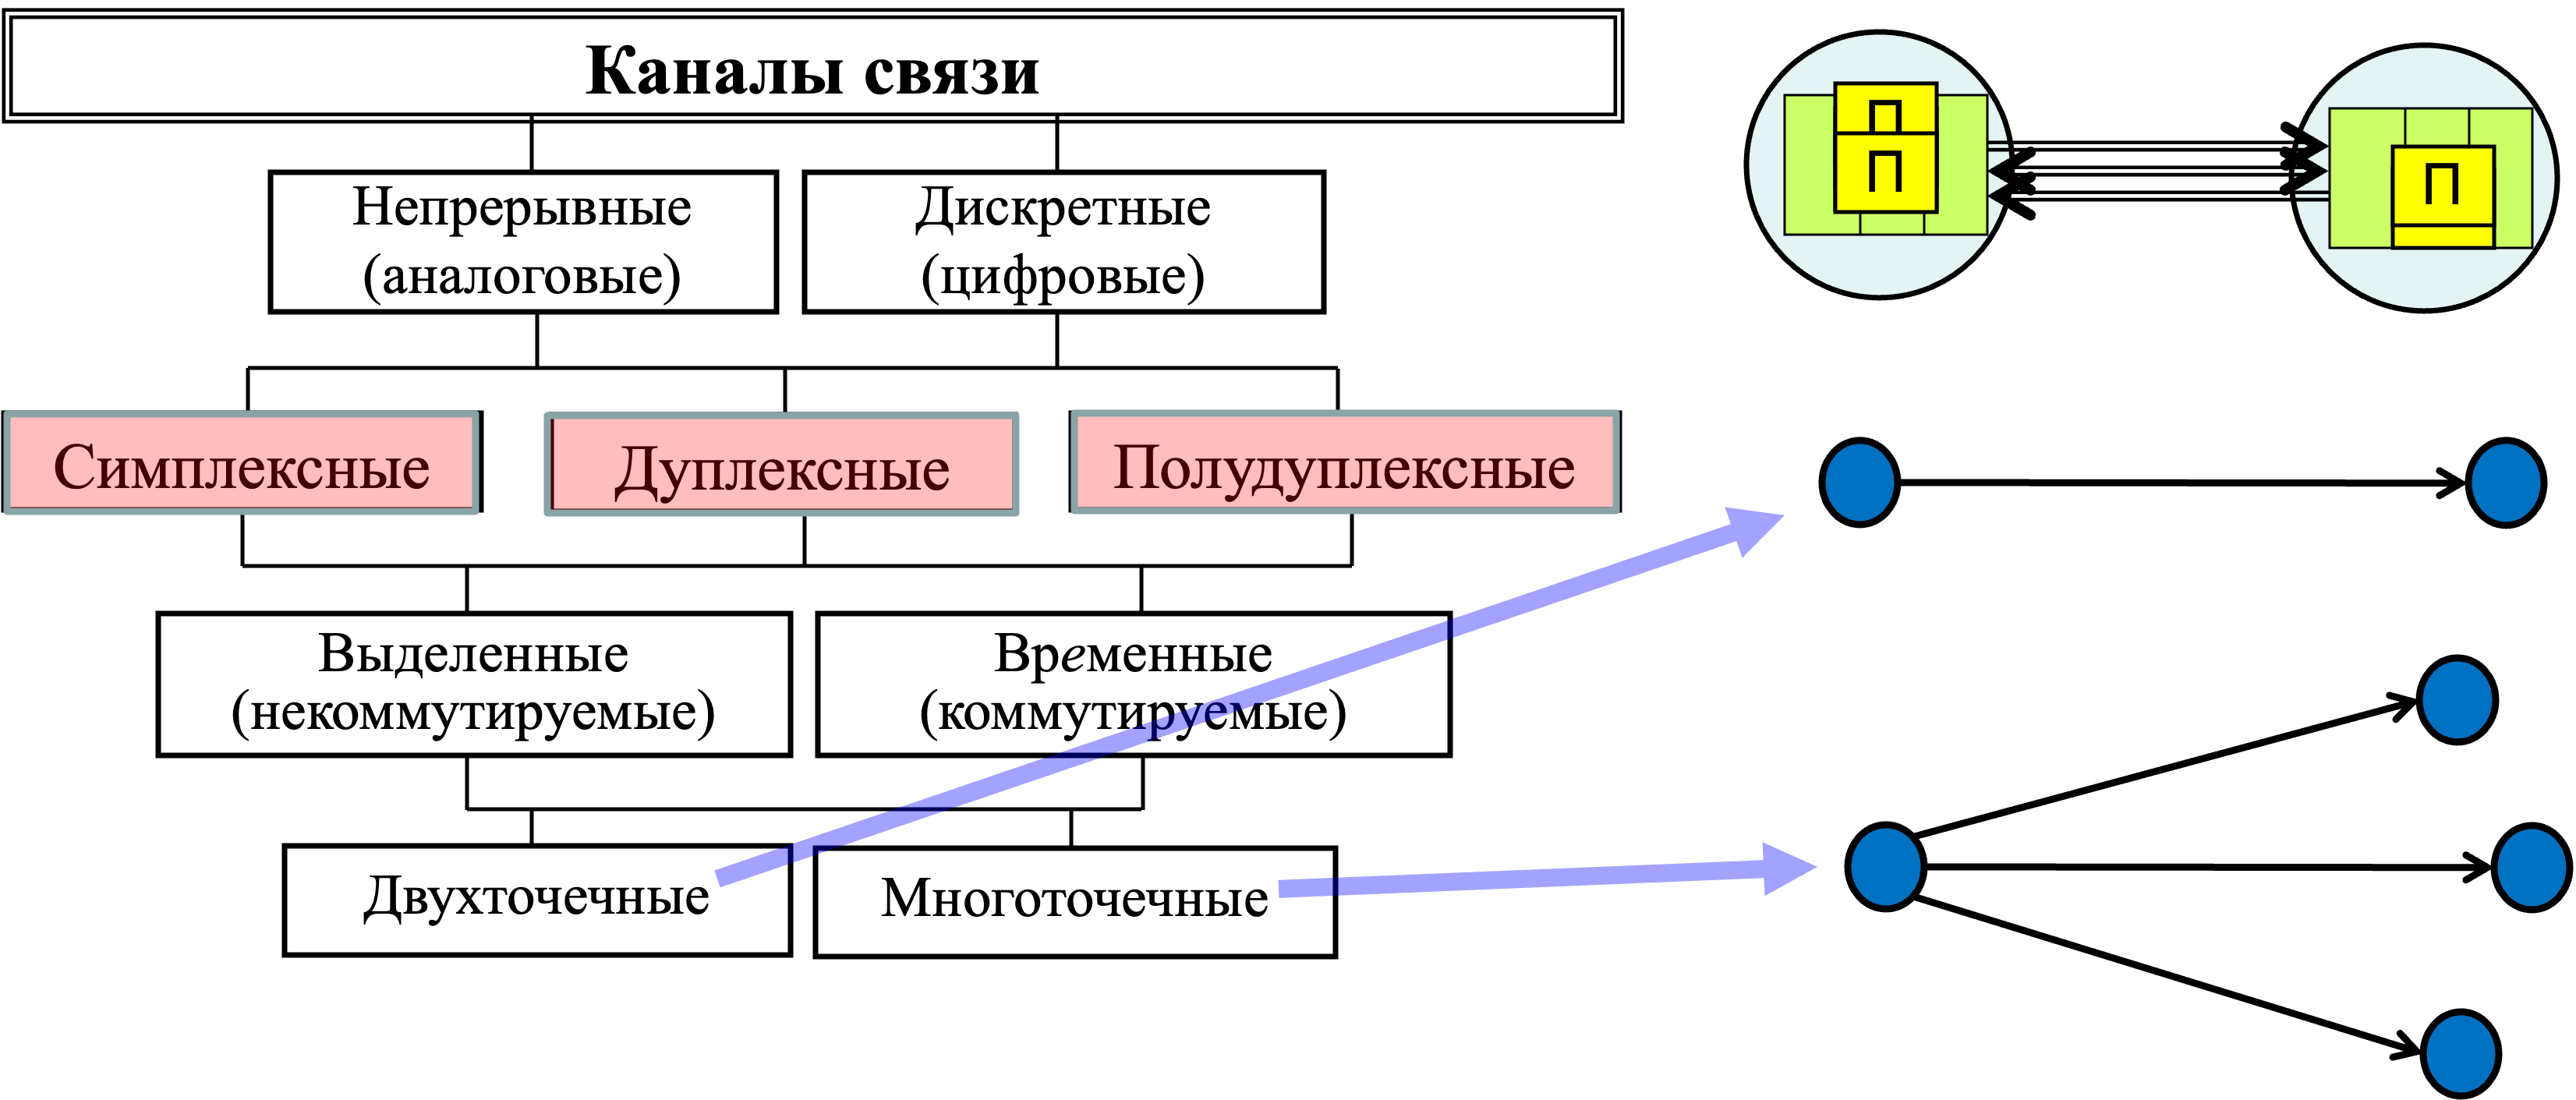 Каналы связи
Непрерывные
(аналоговые)
Дискретные
(цифровые)
Симплексные
Дуплексные
Полудуплексные
Выделенные
(некоммутируемые)
Временные
(коммутируемые)
Двухточечные
Многоточечные
П
П
П